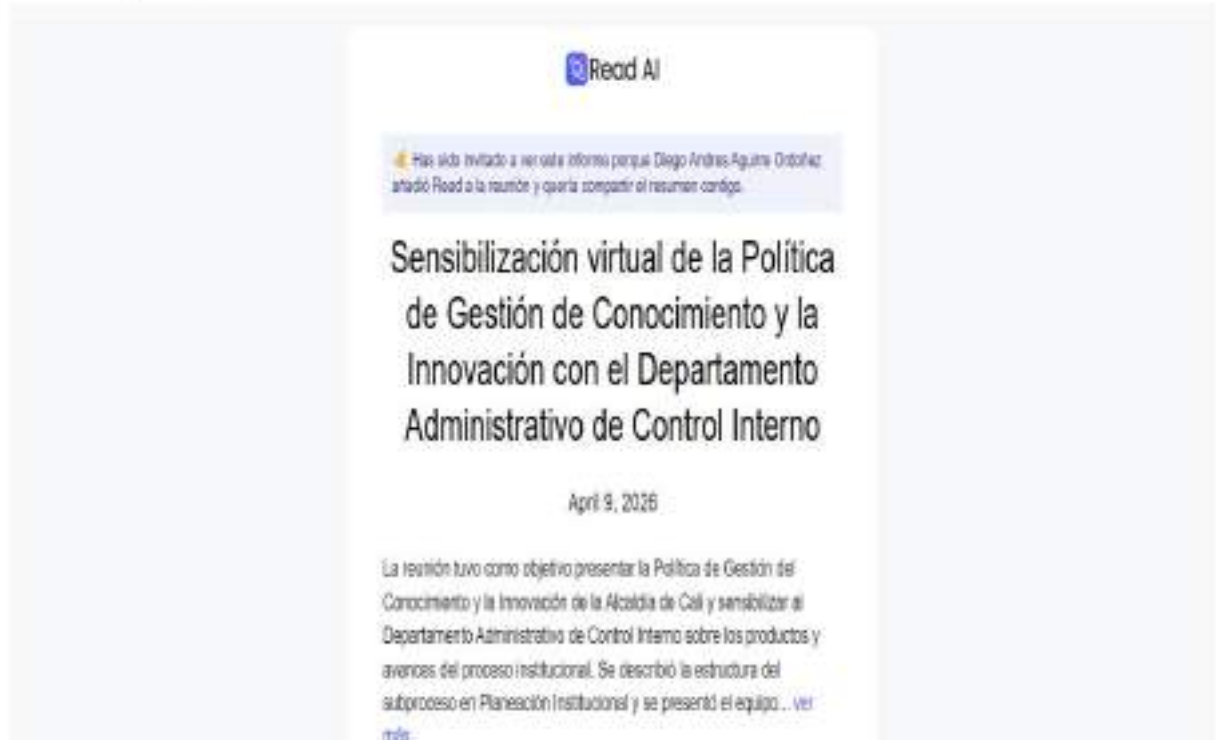 Read AI
👋 Has sido invitado a ver este informe porque Diego Andres Aguirre Ordoñez
añadió Read a la reunión y quería compartir el resumen contigo.
Sensibilización virtual de la Política
de Gestión de Conocimiento y la
Innovación con el Departamento
Administrativo de Control Interno
April 9, 2026
La reunión tuvo como objetivo presentar la Política de Gestión del
Conocimiento y la Innovación de la Alcaldía de Cali y sensibilizar al
Departamento Administrativo de Control Interno sobre los productos y
avances del proceso institucional. Se describió la estructura del
subproceso en Planeación Institucional y se presentó el equipo... ver
más.